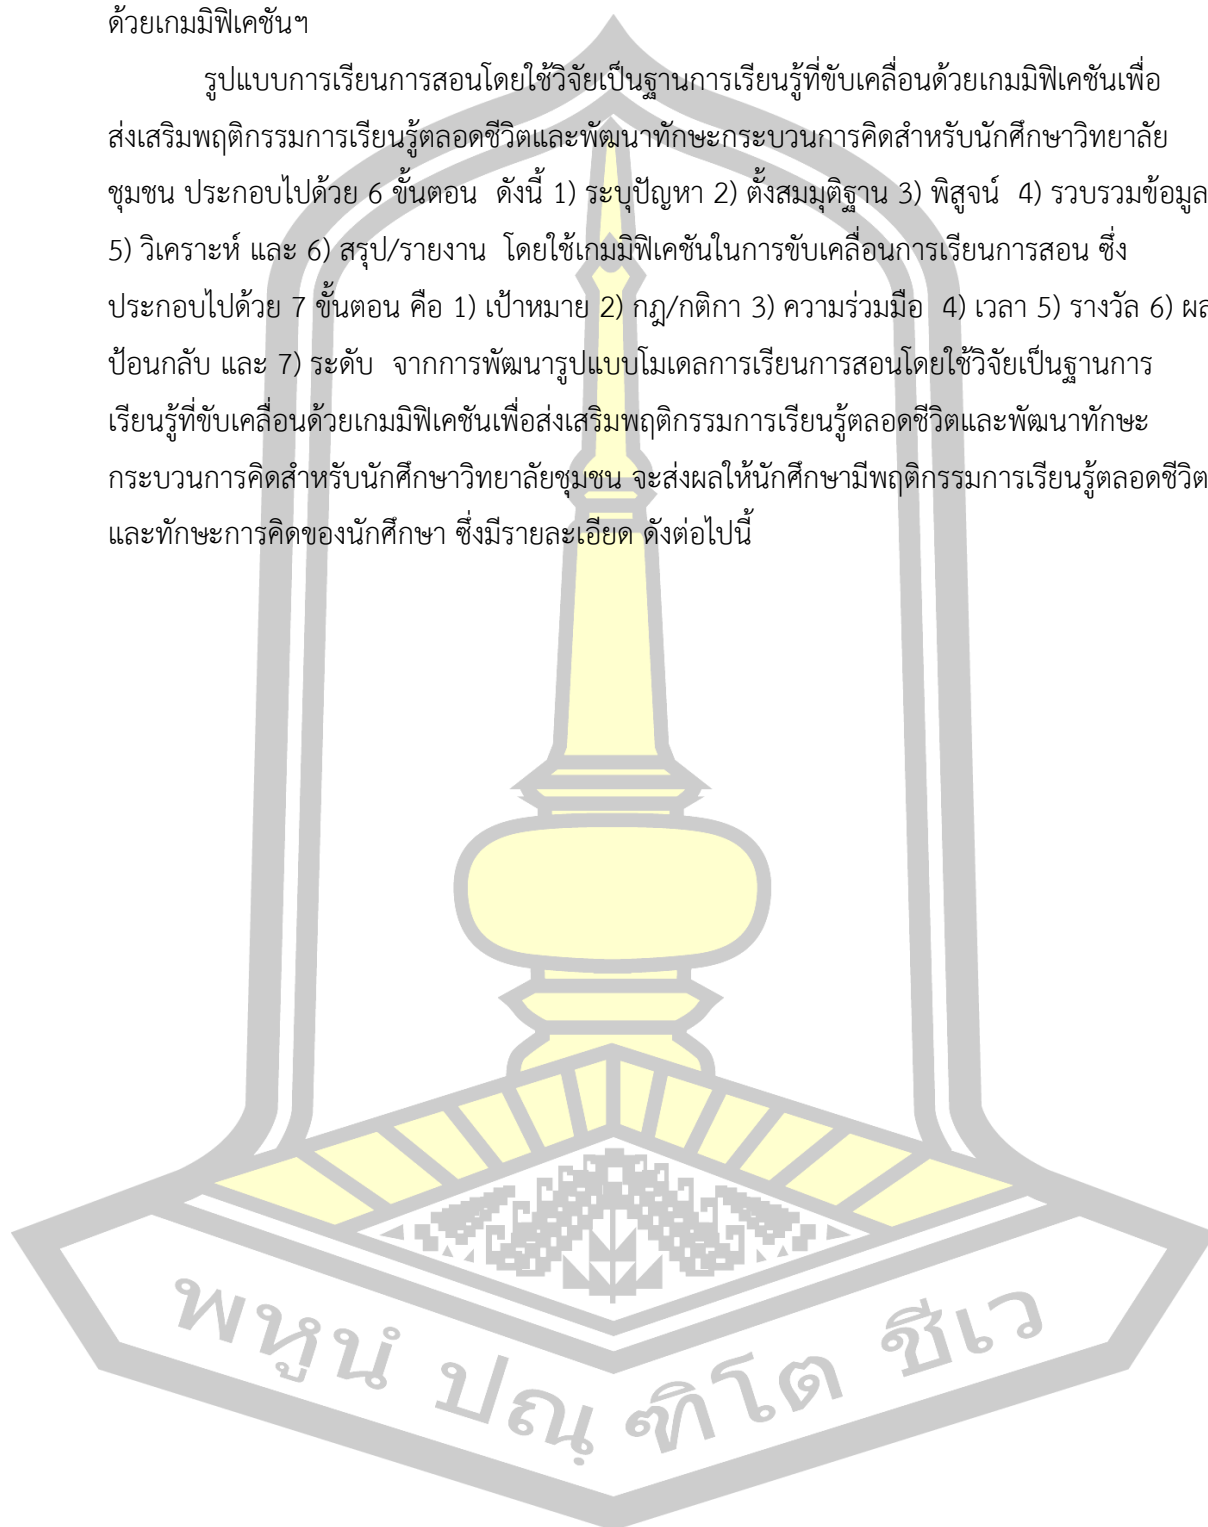 ด้วยเกมมิฟิเคชันฯ
รูปแบบการเรียนการสอนโดยใช้วิจัยเป็นฐานการเรียนรู้ที่ขับเคลื่อนด้วยเกมมิฟิเคชันเพื่อ
ส่งเสริมพฤติกรรมการเรียนรู้ตลอดชีวิตและพัฒนาทักษะกระบวนการคิดสำหรับนักศึกษาวิทยาลัย
ชุมชน ประกอบไปด้วย 6 ขั้นตอน ดังนี้ 1) ระบุปัญหา 2) ตั้งสมมุติฐาน 3) พิสูจน์ 4) รวบรวมข้อมูล
5) วิเคราะห์ และ 6) สรุป/รายงาน โดยใช้เกมมิฟิเคชันในการขับเคลื่อนการเรียนการสอน ซึ่ง
ประกอบไปด้วย 7 ขั้นตอน คือ 1) เป้าหมาย 2) กฎ/กติกา 3) ความร่วมมือ 4) เวลา 5) รางวัล 6) ผล
ป้อนกลับ และ 7) ระดับ จากการพัฒนารูปแบบโมเดลการเรียนการสอนโดยใช้วิจัยเป็นฐานการ
เรียนรู้ที่ขับเคลื่อนด้วยเกมมิฟิเคชันเพื่อส่งเสริมพฤติกรรมการเรียนรู้ตลอดชีวิตและพัฒนาทักษะ
กระบวนการคิดสำหรับนักศึกษาวิทยาลัยชุมชน จะส่งผลให้นักศึกษามีพฤติกรรมการเรียนรู้ตลอดชีวิต
และทักษะการคิดของนักศึกษา ซึ่งมีรายละเอียด ดังต่อไปนี้
พหูนํ ปณฺ ฑิโต ชีเว